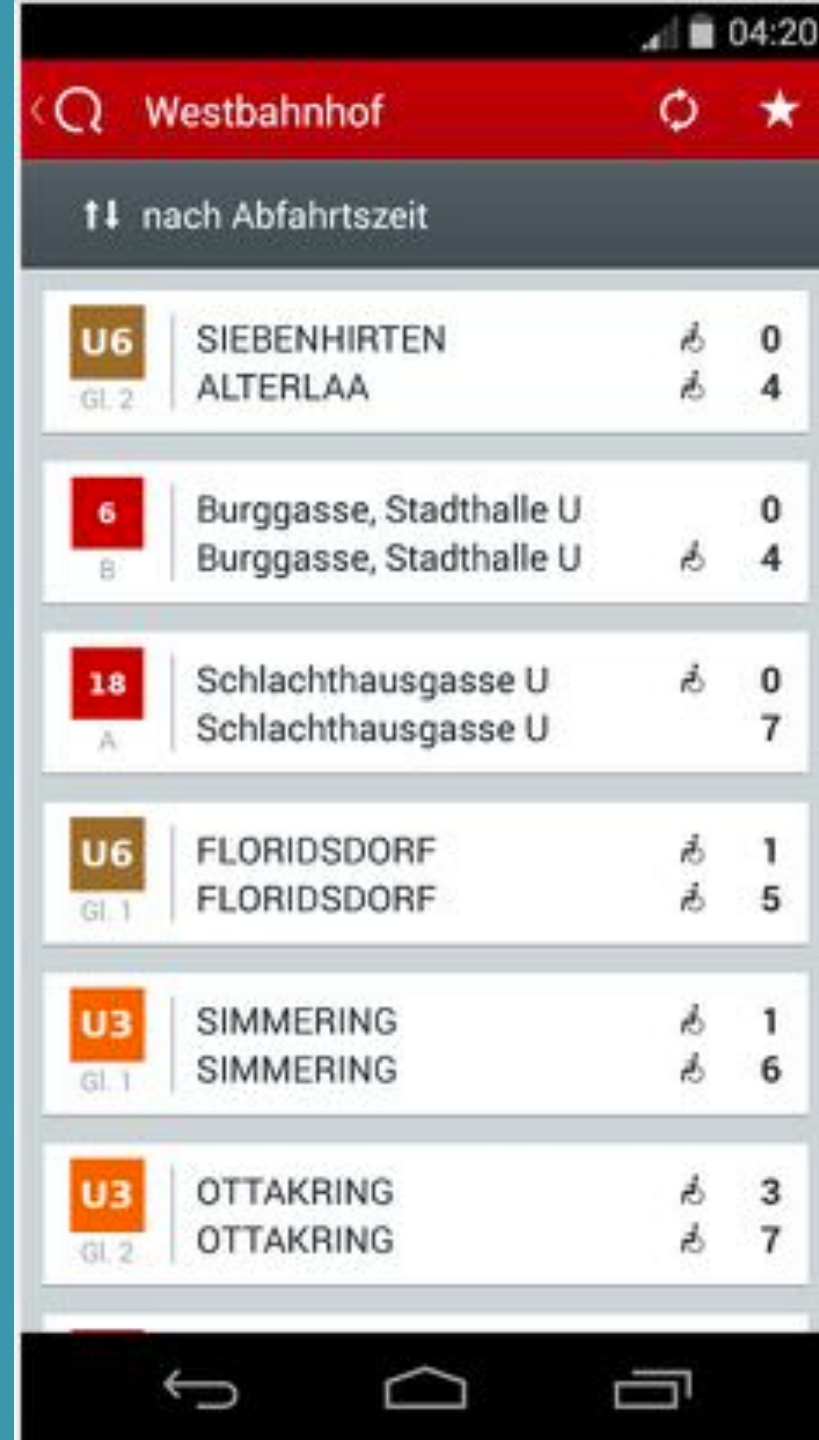 04:20
Westbahnhof
nach Abfahrtszeit
U6 SIEBENHIRTEN 0
Gl. 2 ALTERLAA 4
6 Burggasse, Stadthalle U 0
B Burggasse, Stadthalle U 4
18 Schlachthausgasse U 0
A Schlachthausgasse U 7
U6 FLORIDSDORF 1
Gl. 1 FLORIDSDORF 5
U3 SIMMERING 1
Gl. 1 SIMMERING 6
U3 OTTAKRING 3
Gl. 2 OTTAKRING 7